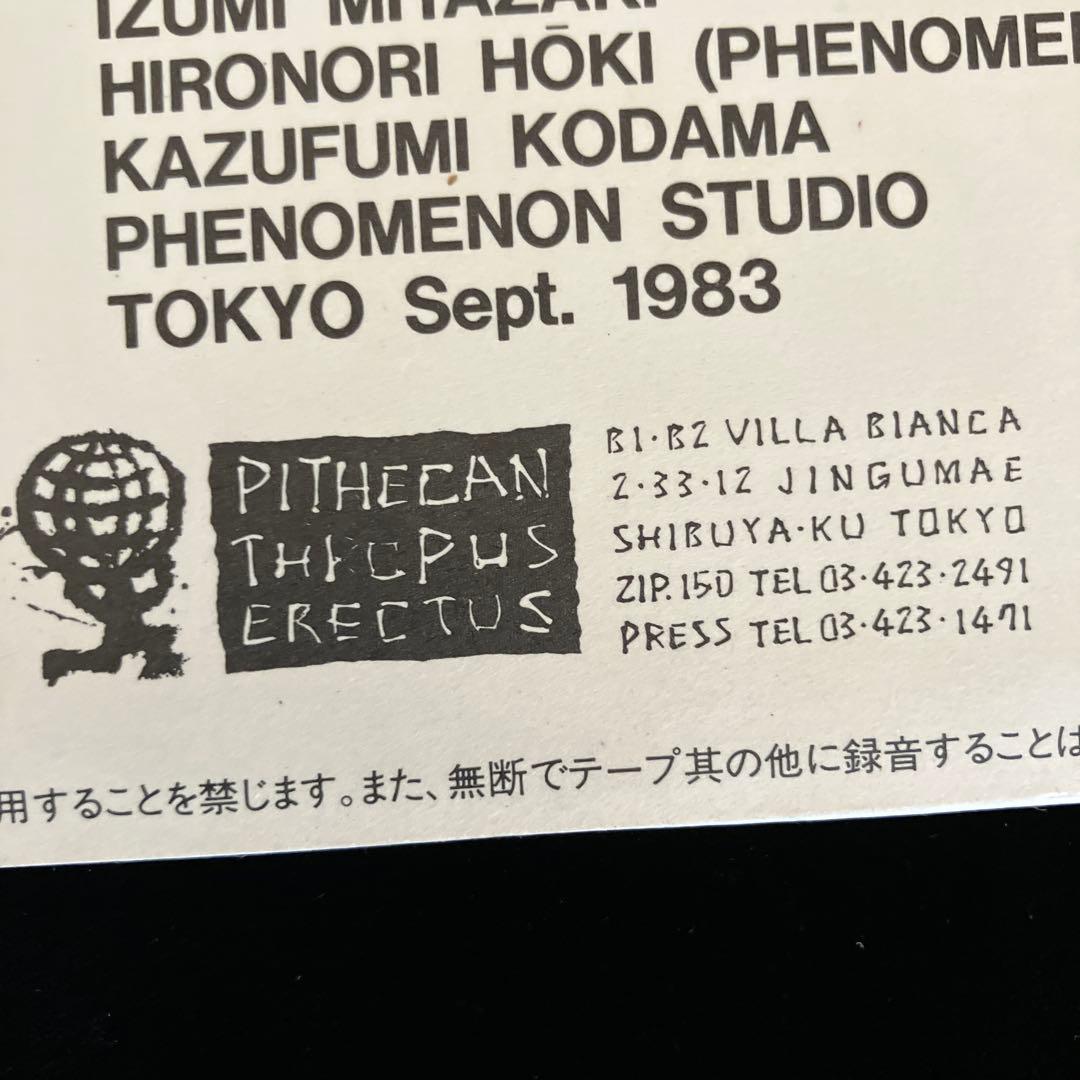 IZUMI MIYAZAKI
HIRONORI HŌKI (PHENOME
KAZUFUMI KODAMA
PHENOMENON STUDIO
TOKYO Sept. 1983
PITHECAN
THROPUS
ERECTUS
B1·B2 VILLA BIANCA
2·33·12 JINGUMAE
SHIBUYA·KU TOKYO
ZIP.150 TEL 03·423·2491
PRESS TEL 03·423·1471
用することを禁じます。また、無断でテープ其の他に録音することは